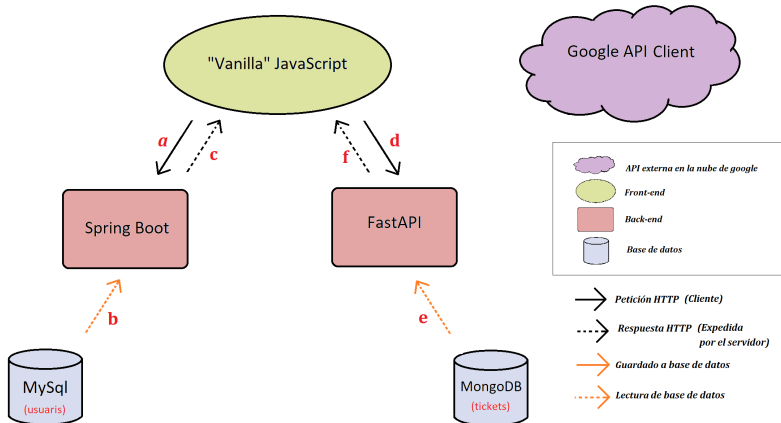 "Vanilla" JavaScript
Google API Client
a
c
f
d
Spring Boot
FastAPI
b
e
MySql
(usuaris)
MongoDB
(tickets)
API externa en la nube de google
Front-end
Back-end
Base de datos
Petición HTTP (Cliente)
Respuesta HTTP (Expedida
por el servidor)
Guardado a base de datos
Lectura de base de datos